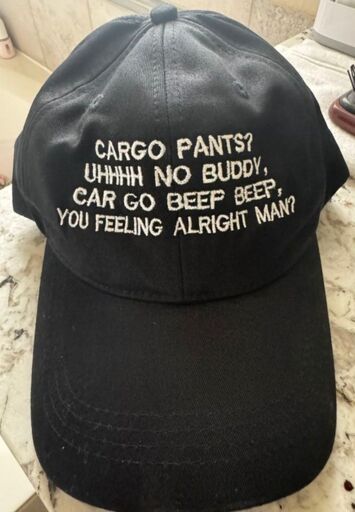 CARGO PANTS?
UHHHH NO BUDDY,
CAR GO BEEP BEEP,
YOU FEELING ALRIGHT MAN?